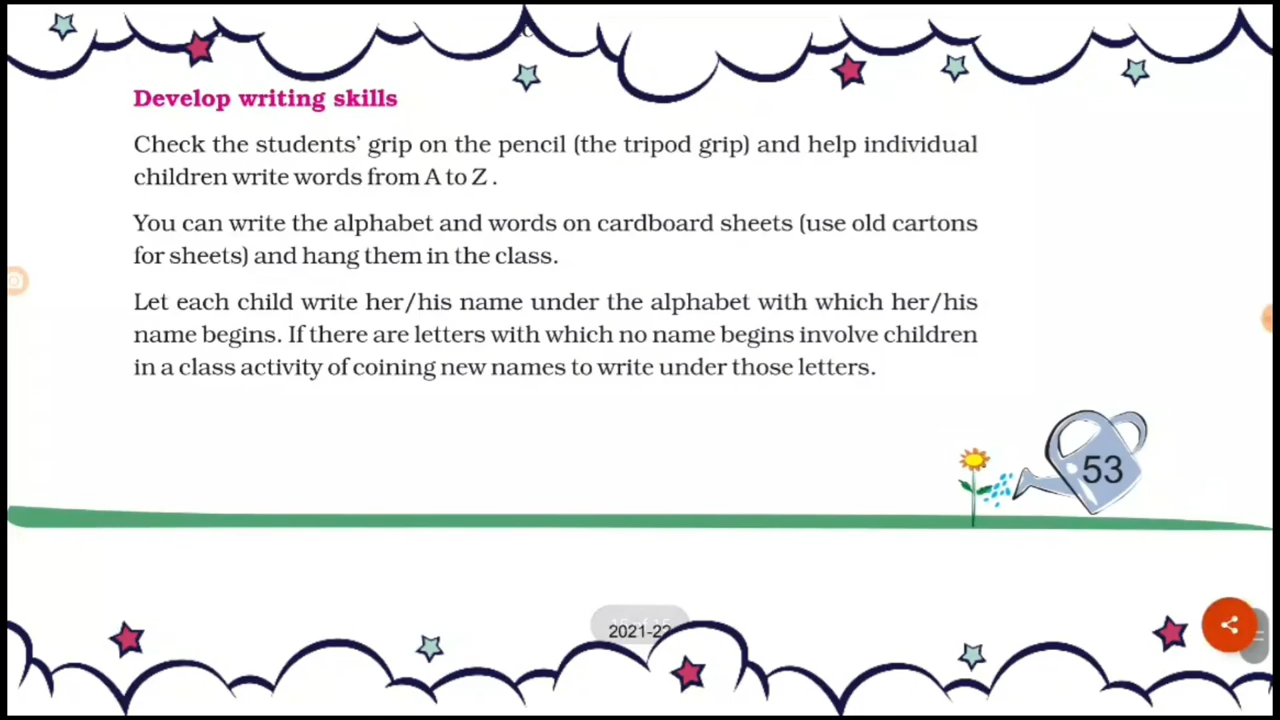 Develop writing skills
Check the students' grip on the pencil (the tripod grip) and help individual
children write words from A to Z .
You can write the alphabet and words on cardboard sheets (use old cartons
for sheets) and hang them in the class.
Let each child write her/his name under the alphabet with which her/his
name begins. If there are letters with which no name begins involve children
in a class activity of coining new names to write under those letters.
53
2021-22